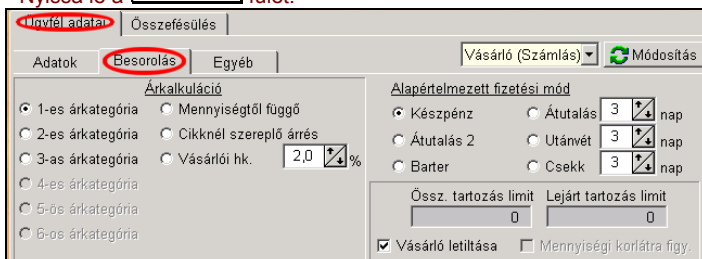 Nyissa is a fület.
Ügyfél adatai Összefésülés
Adatok Besorolás Egyéb Vásárló (Számlás) Módosítás
Árkalkuláció
1-es árkategória Mennyiségtől függő
2-es árkategória Cikknél szereplő árrés
3-as árkategória Vásárlói hk. 2,0 %
4-es árkategória
5-ös árkategória
6-os árkategória
Alapértelmezett fizetési mód
Készpénz Átutalás 3 nap
Átutalás 2 Utánvét 3 nap
Barter Csekk 3 nap
Össz. tartozás limit Lejárt tartozás limit
0 0
Vásárló letiltása Mennyiségi korlátra figy.